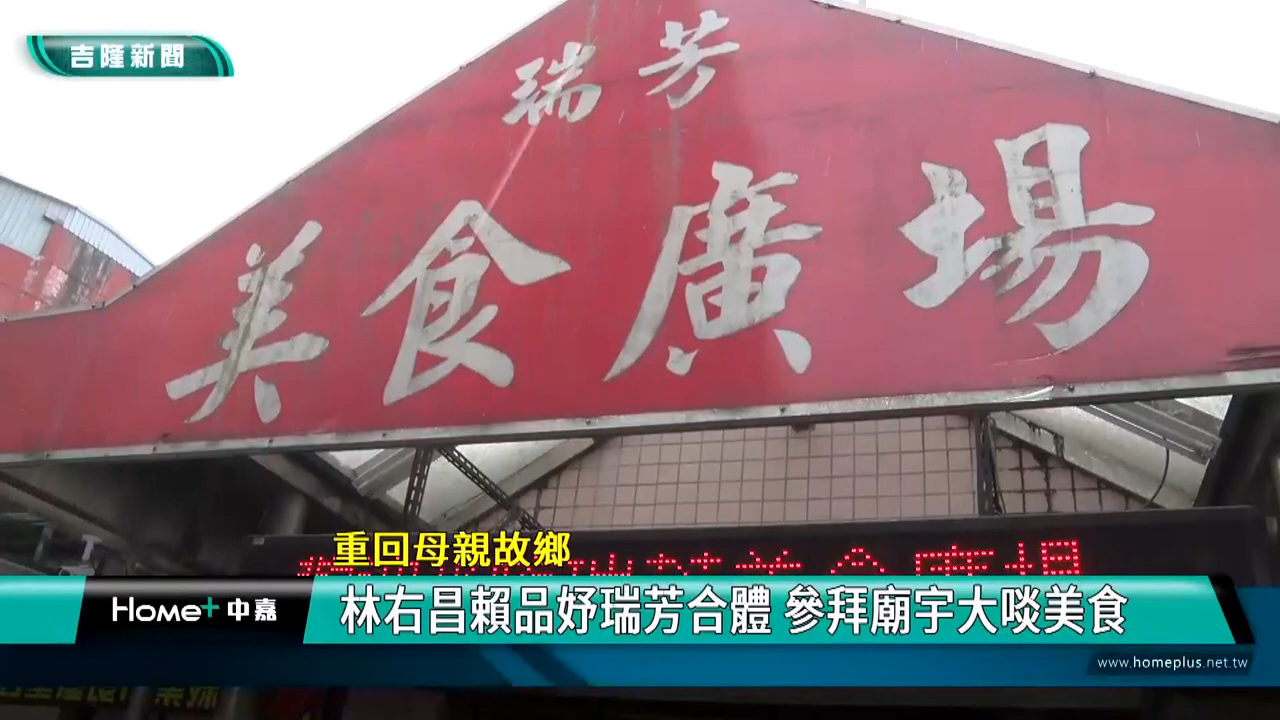 吉隆新聞
瑞芳
美食廣場
重回母親故鄉
Home+中嘉
林右昌賴品妤瑞芳合體 參拜廟宇大啖美食
www.homeplus.net.tw